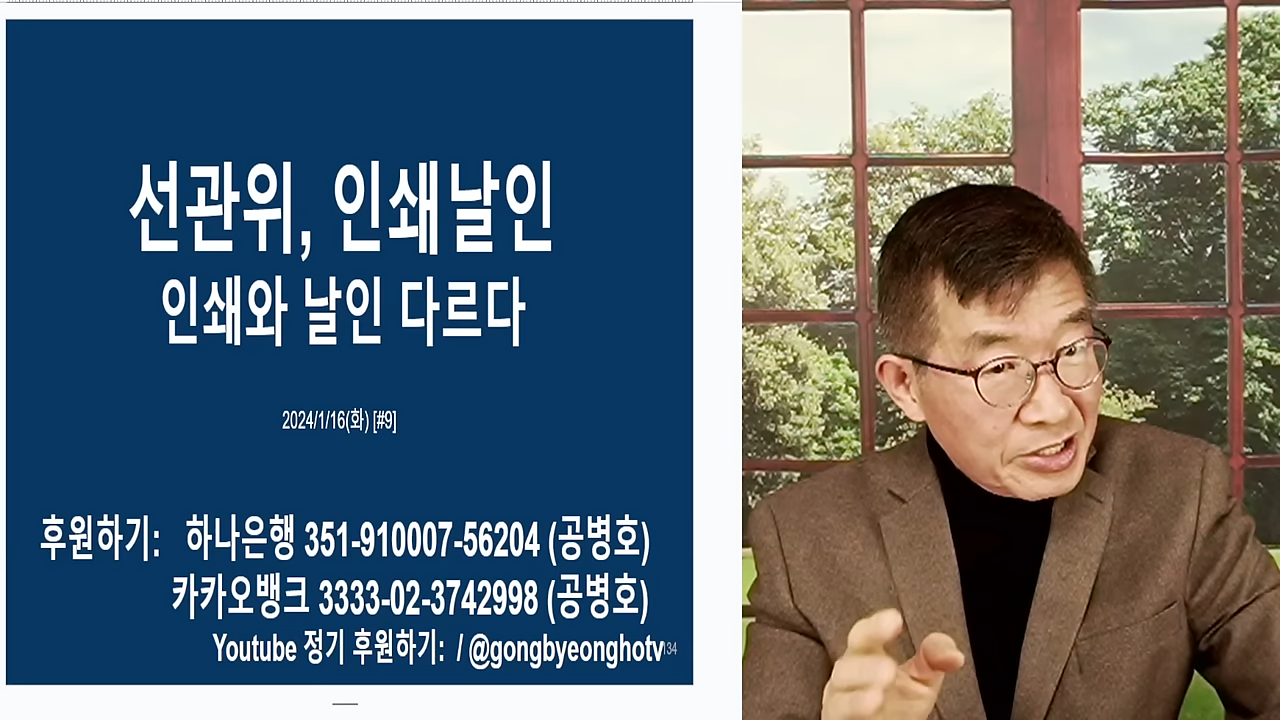 선관위, 인쇄날인
인쇄와 날인 다르다
2024/1/16(화) [#9]
후원하기: 하나은행 351-910007-56204 (공병호)
카카오뱅크 3333-02-3742998 (공병호)
Youtube 정기 후원하기: / @gongbyeonghotv
134